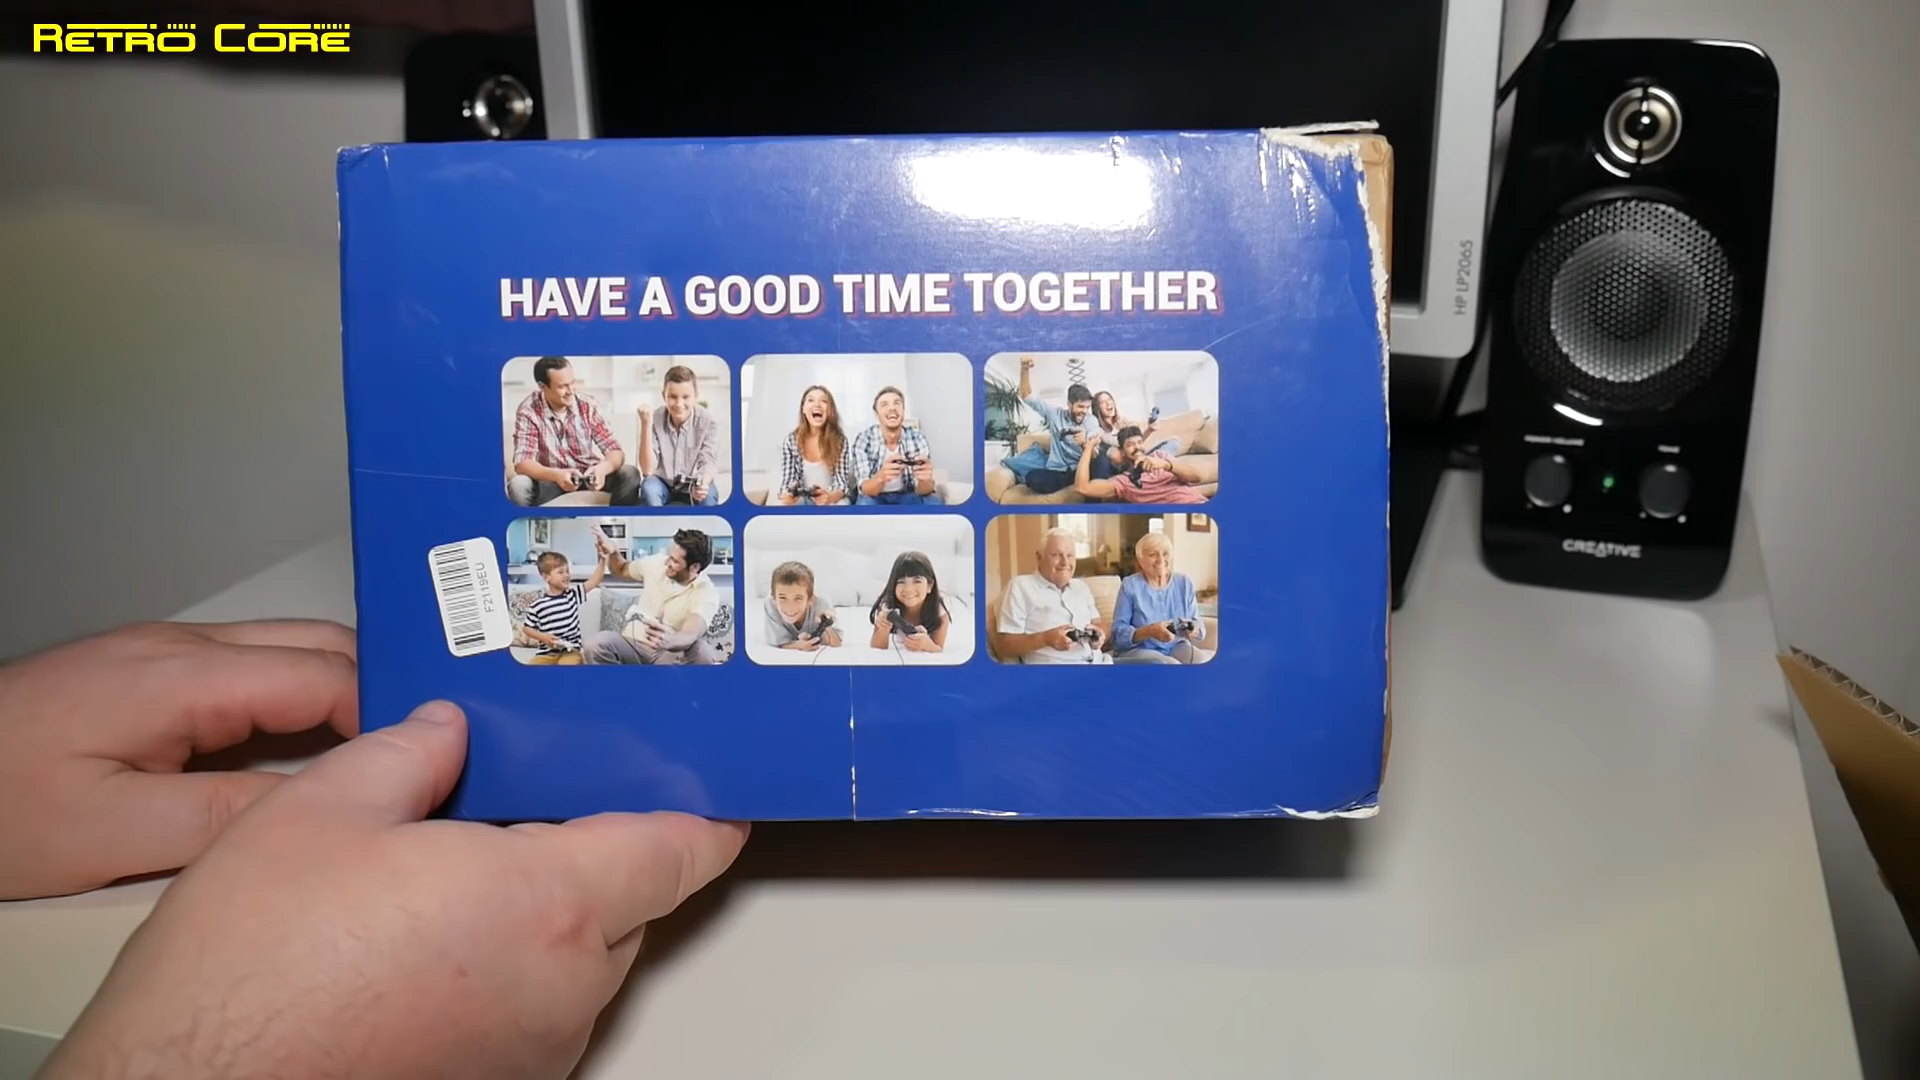 RETRO CORE
HAVE A GOOD TIME TOGETHER
HP LP2065
F2119EU
CREATIVE